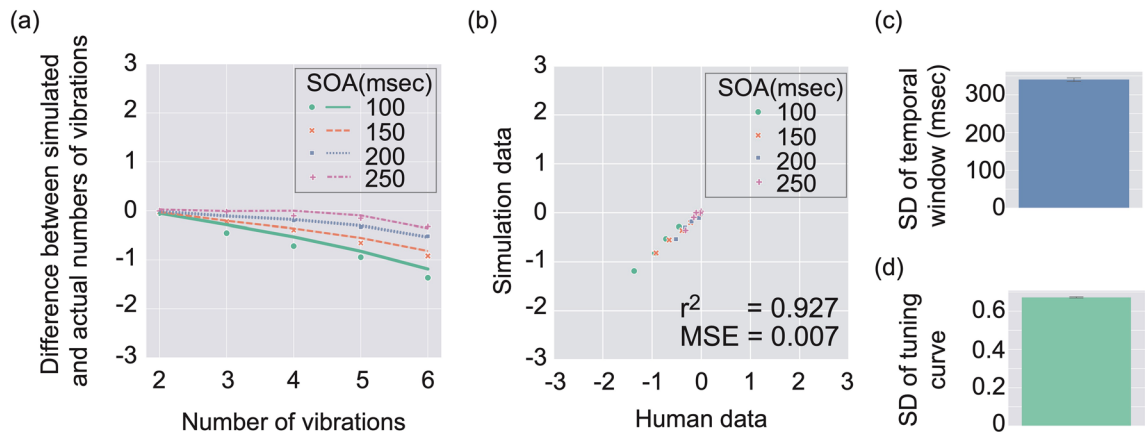 (a)
Difference between simulated
and actual numbers of vibrations
3
2
1
0
-1
-2
-3
2
3
4
5
6
Number of vibrations
SOA(msec)
100
150
200
250
(b)
Simulation data
3
2
1
0
-1
-2
-3
-3
-2
-1
0
1
2
3
Human data
SOA(msec)
100
150
200
250
r² = 0.927
MSE = 0.007
(c)
SD of temporal
window (msec)
300
200
100
0
(d)
SD of tuning
curve
0.6
0.4
0.2
0